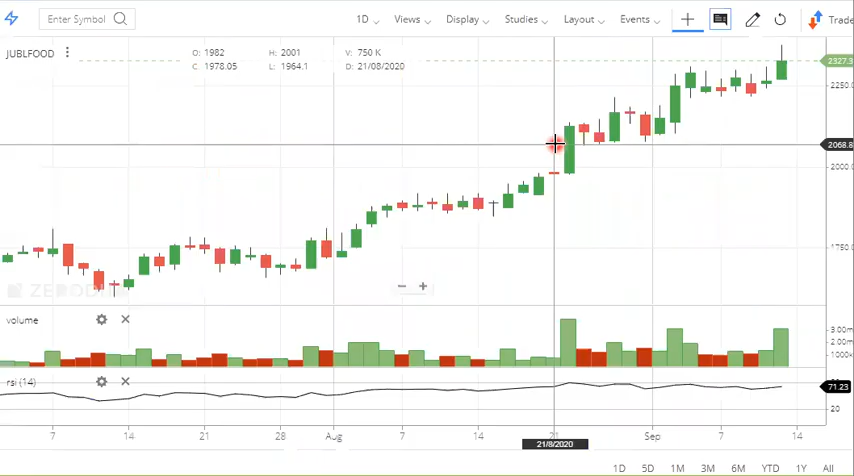 Enter Symbol 1D Views Display Studies Layout Events Trade
JUBLFOOD O: 1982 H: 2001 V: 750 K
C: 1978.05 L: 1964.1 D: 21/08/2020
2327.3
2250.
2068.8
2000.
1750.
ZERODHA
volume
3.00m
1.000k
rsi (14)
71.23
20
7 14 21 28 Aug 7 14 21 Sep 7 14
21/8/2020
1D 5D 1M 3M 6M YTD 1Y All